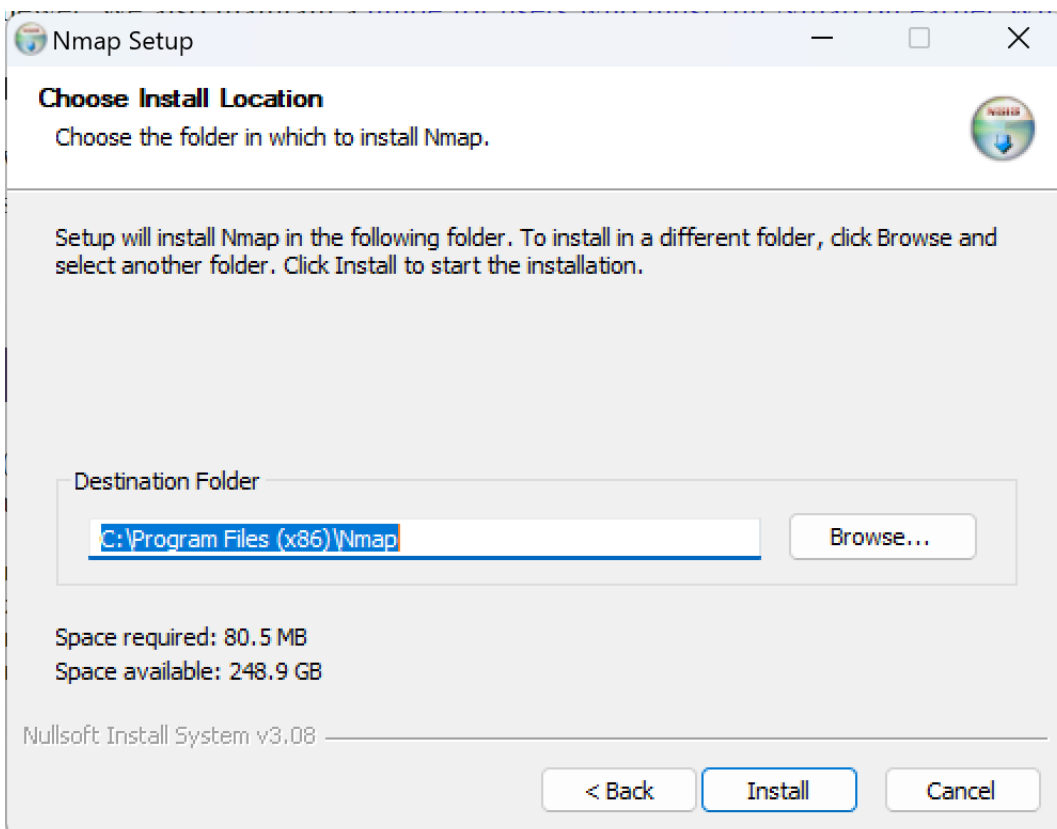 Nmap Setup
Choose Install Location
Choose the folder in which to install Nmap.
NSIS
Setup will install Nmap in the following folder. To install in a different folder, click Browse and
select another folder. Click Install to start the installation.
Destination Folder
C:\Program Files (x86)\Nmap
Browse...
Space required: 80.5 MB
Space available: 248.9 GB
Nullsoft Install System v3.08
< Back
Install
Cancel